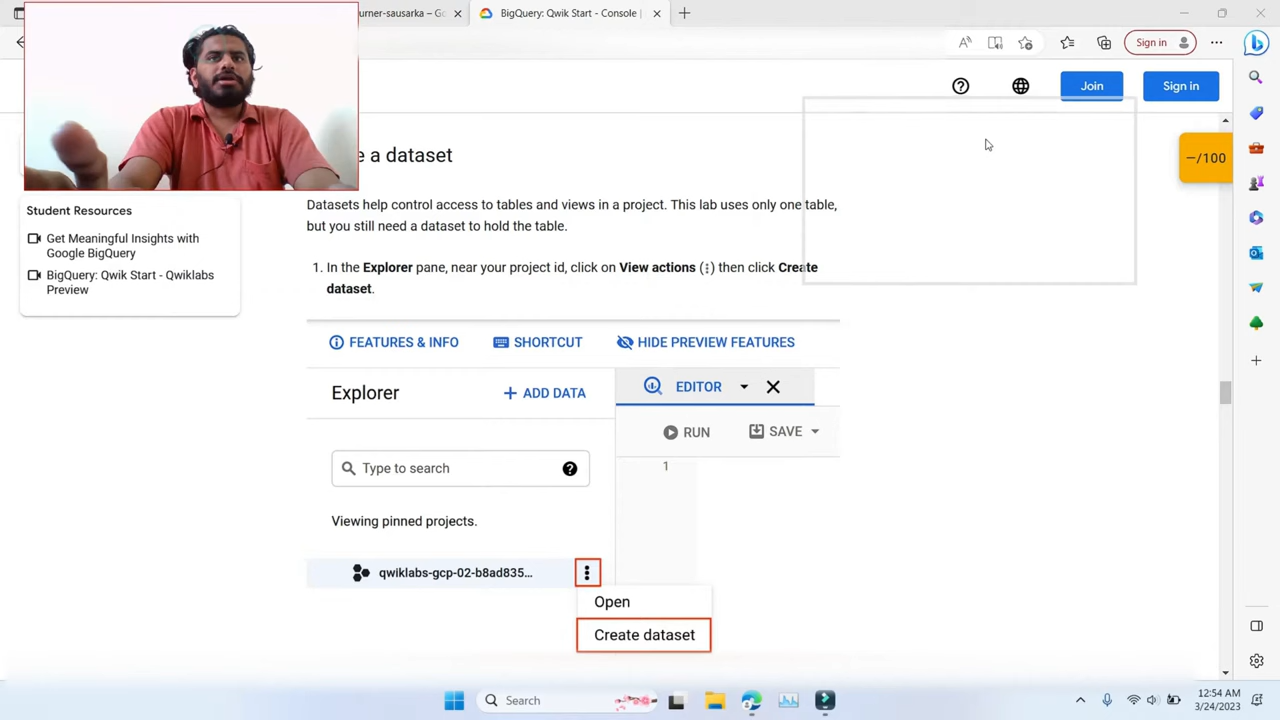 urner-sausarka – Go
BigQuery: Qwik Start - Console |
Sign in
Join
Sign in
e a dataset
–/100
Datasets help control access to tables and views in a project. This lab uses only one table,
but you still need a dataset to hold the table.
Student Resources
Get Meaningful Insights with
Google BigQuery
BigQuery: Qwik Start - Qwiklabs
Preview
1. In the Explorer pane, near your project id, click on View actions (⋮) then click Create
dataset.
FEATURES & INFO
SHORTCUT
HIDE PREVIEW FEATURES
Explorer
+ ADD DATA
EDITOR
RUN
SAVE
Type to search
1
Viewing pinned projects.
qwiklabs-gcp-02-b8ad835...
Open
Create dataset
Search
12:54 AM
3/24/2023